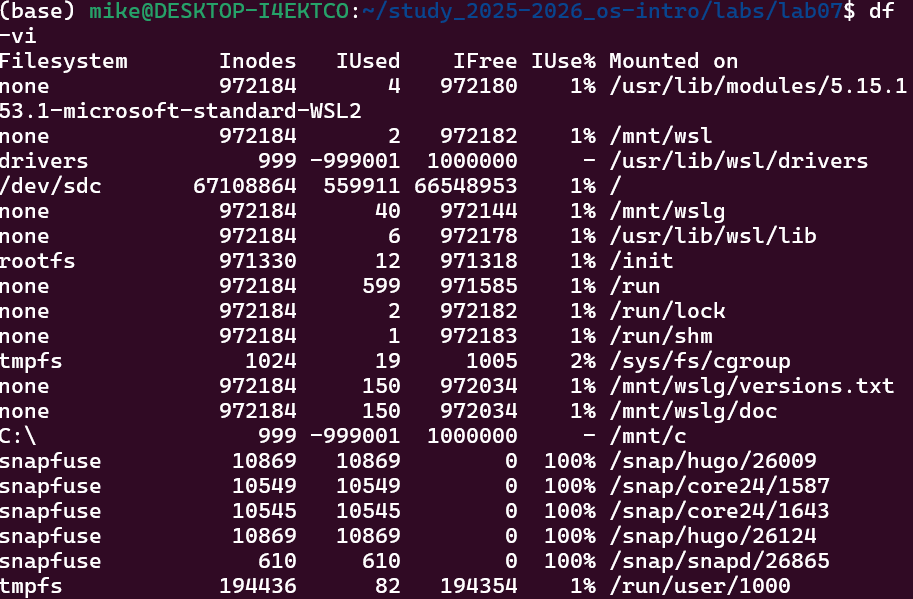 (base) mike@DESKTOP-I4EKTCO:~/study_2025-2026_os-intro/labs/lab07$ df
-vi
Filesystem       Inodes   IUsed    IFree IUse% Mounted on
none             972184       4   972180    1% /usr/lib/modules/5.15.1
53.1-microsoft-standard-WSL2
none             972184       2   972182    1% /mnt/wsl
drivers             999 -999001  1000000     - /usr/lib/wsl/drivers
/dev/sdc       67108864  559911 66548953    1% /
none             972184      40   972144    1% /mnt/wslg
none             972184       6   972178    1% /usr/lib/wsl/lib
rootfs           971330      12   971318    1% /init
none             972184     599   971585    1% /run
none             972184       2   972182    1% /run/lock
none             972184       1   972183    1% /run/shm
tmpfs              1024      19     1005    2% /sys/fs/cgroup
none             972184     150   972034    1% /mnt/wslg/versions.txt
none             972184     150   972034    1% /mnt/wslg/doc
C:\                 999 -999001  1000000     - /mnt/c
snapfuse          10869   10869        0  100% /snap/hugo/26009
snapfuse          10549   10549        0  100% /snap/core24/1587
snapfuse          10545   10545        0  100% /snap/core24/1643
snapfuse          10869   10869        0  100% /snap/hugo/26124
snapfuse            610     610        0  100% /snap/snapd/26865
tmpfs            194436      82   194354    1% /run/user/1000